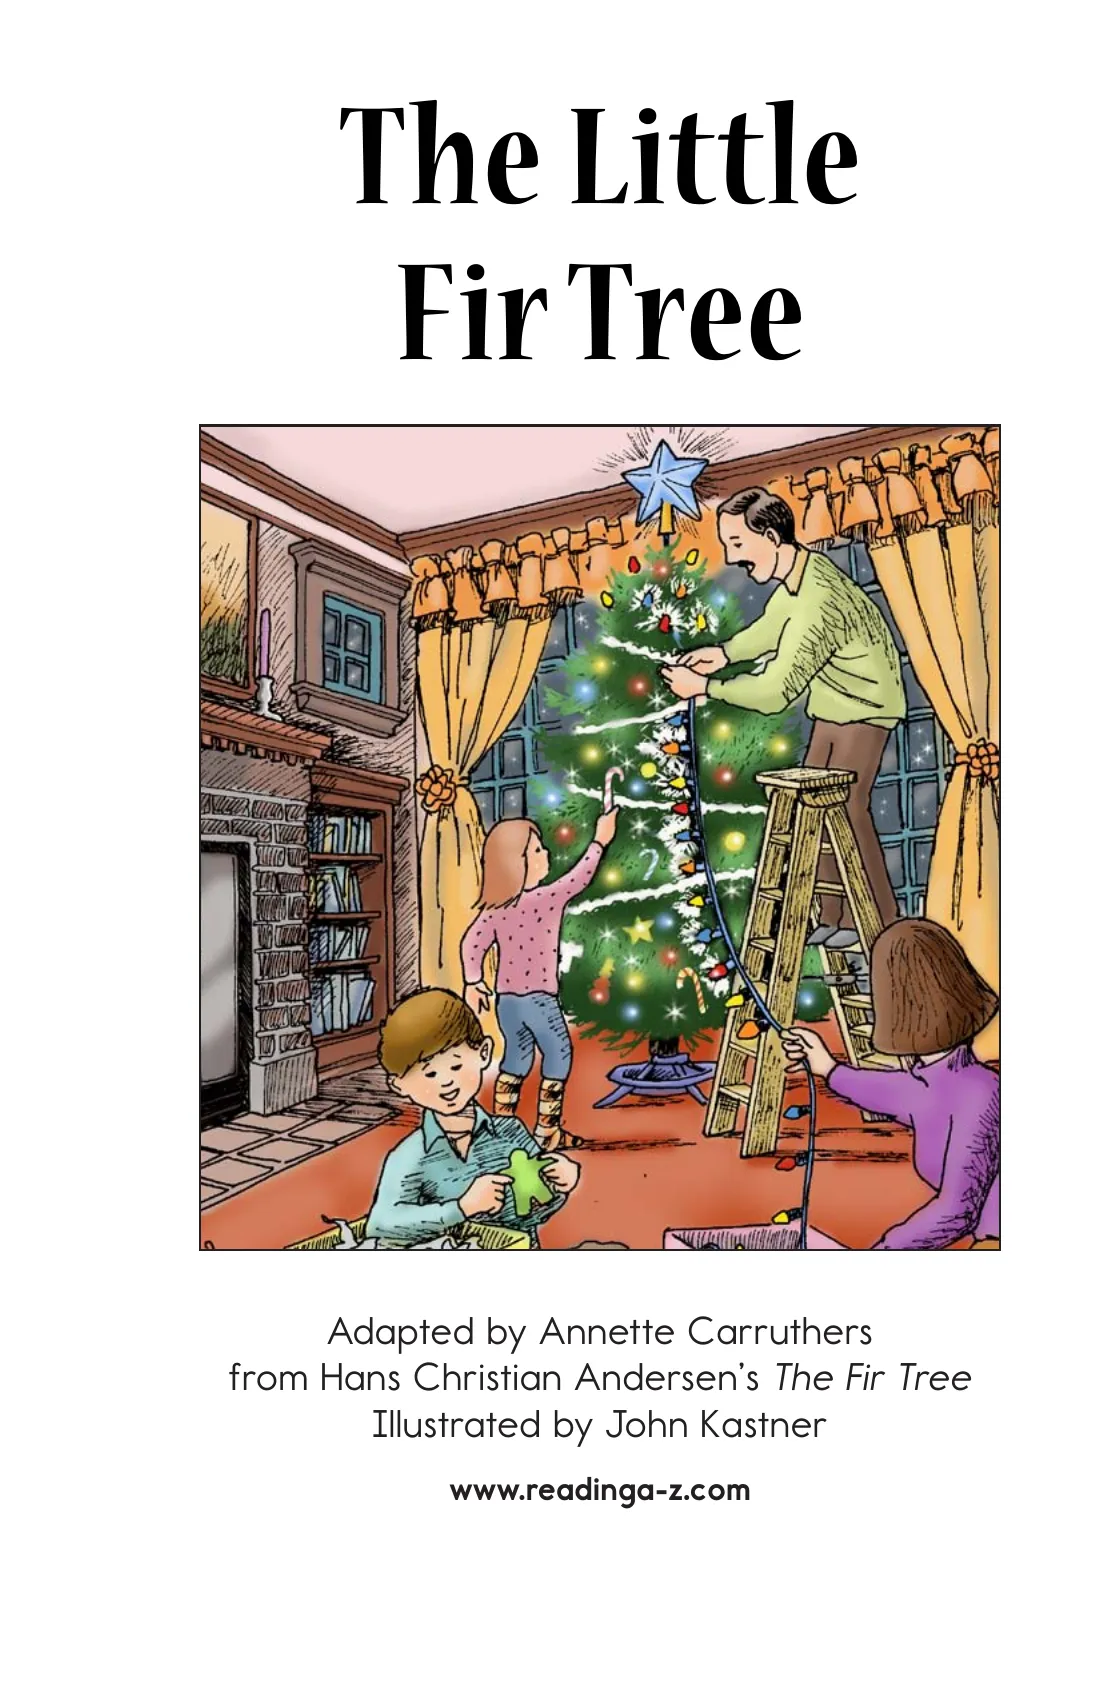 The Little
Fir Tree
Adapted by Annette Carruthers
from Hans Christian Andersen’s The Fir Tree
Illustrated by John Kastner
www.readinga-z.com